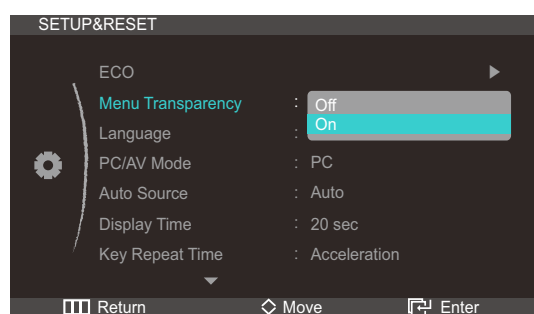 SETUP&RESET
ECO
Menu Transparency : Off
On
Language :
PC/AV Mode : PC
Auto Source : Auto
Display Time : 20 sec
Key Repeat Time : Acceleration
Return Move Enter